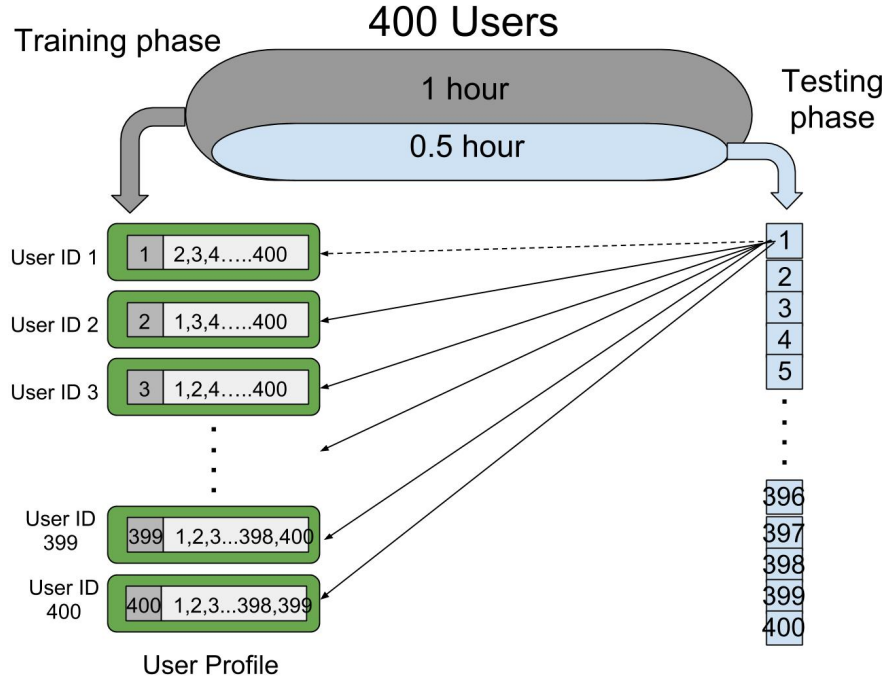 400 Users
Training phase
1 hour
0.5 hour
Testing
phase
User ID 1
1 2,3,4.....400
User ID 2
2 1,3,4.....400
User ID 3
3 1,2,4.....400
User ID
399
399 1,2,3...398,400
User ID
400
400 1,2,3...398,399
User Profile
1
2
3
4
5
396
397
398
399
400